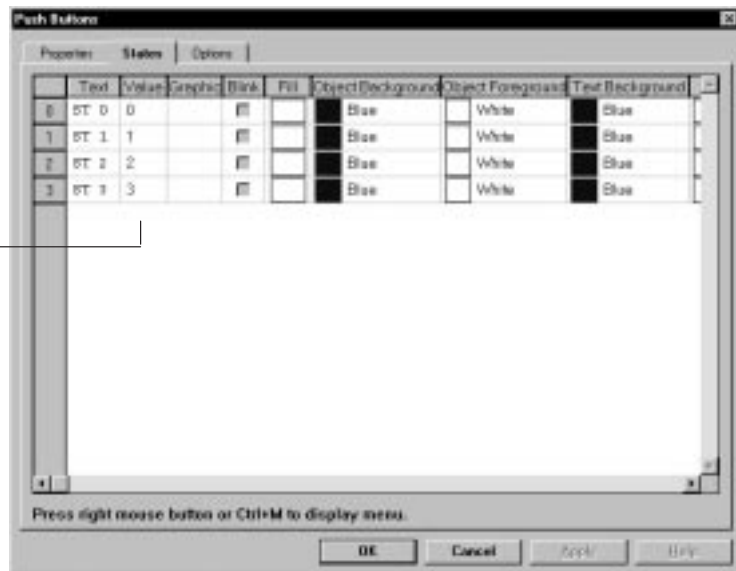 Push Buttons
Properties States Options
Text Value Graphic Blink Fill Object Background Object Foreground Text Background
0 ST 0 0 Blue White Blue
1 ST 1 1 Blue White Blue
2 ST 2 2 Blue White Blue
3 ST 3 3 Blue White Blue
Press right mouse button or Ctrl+M to display menu.
OK Cancel Apply Help